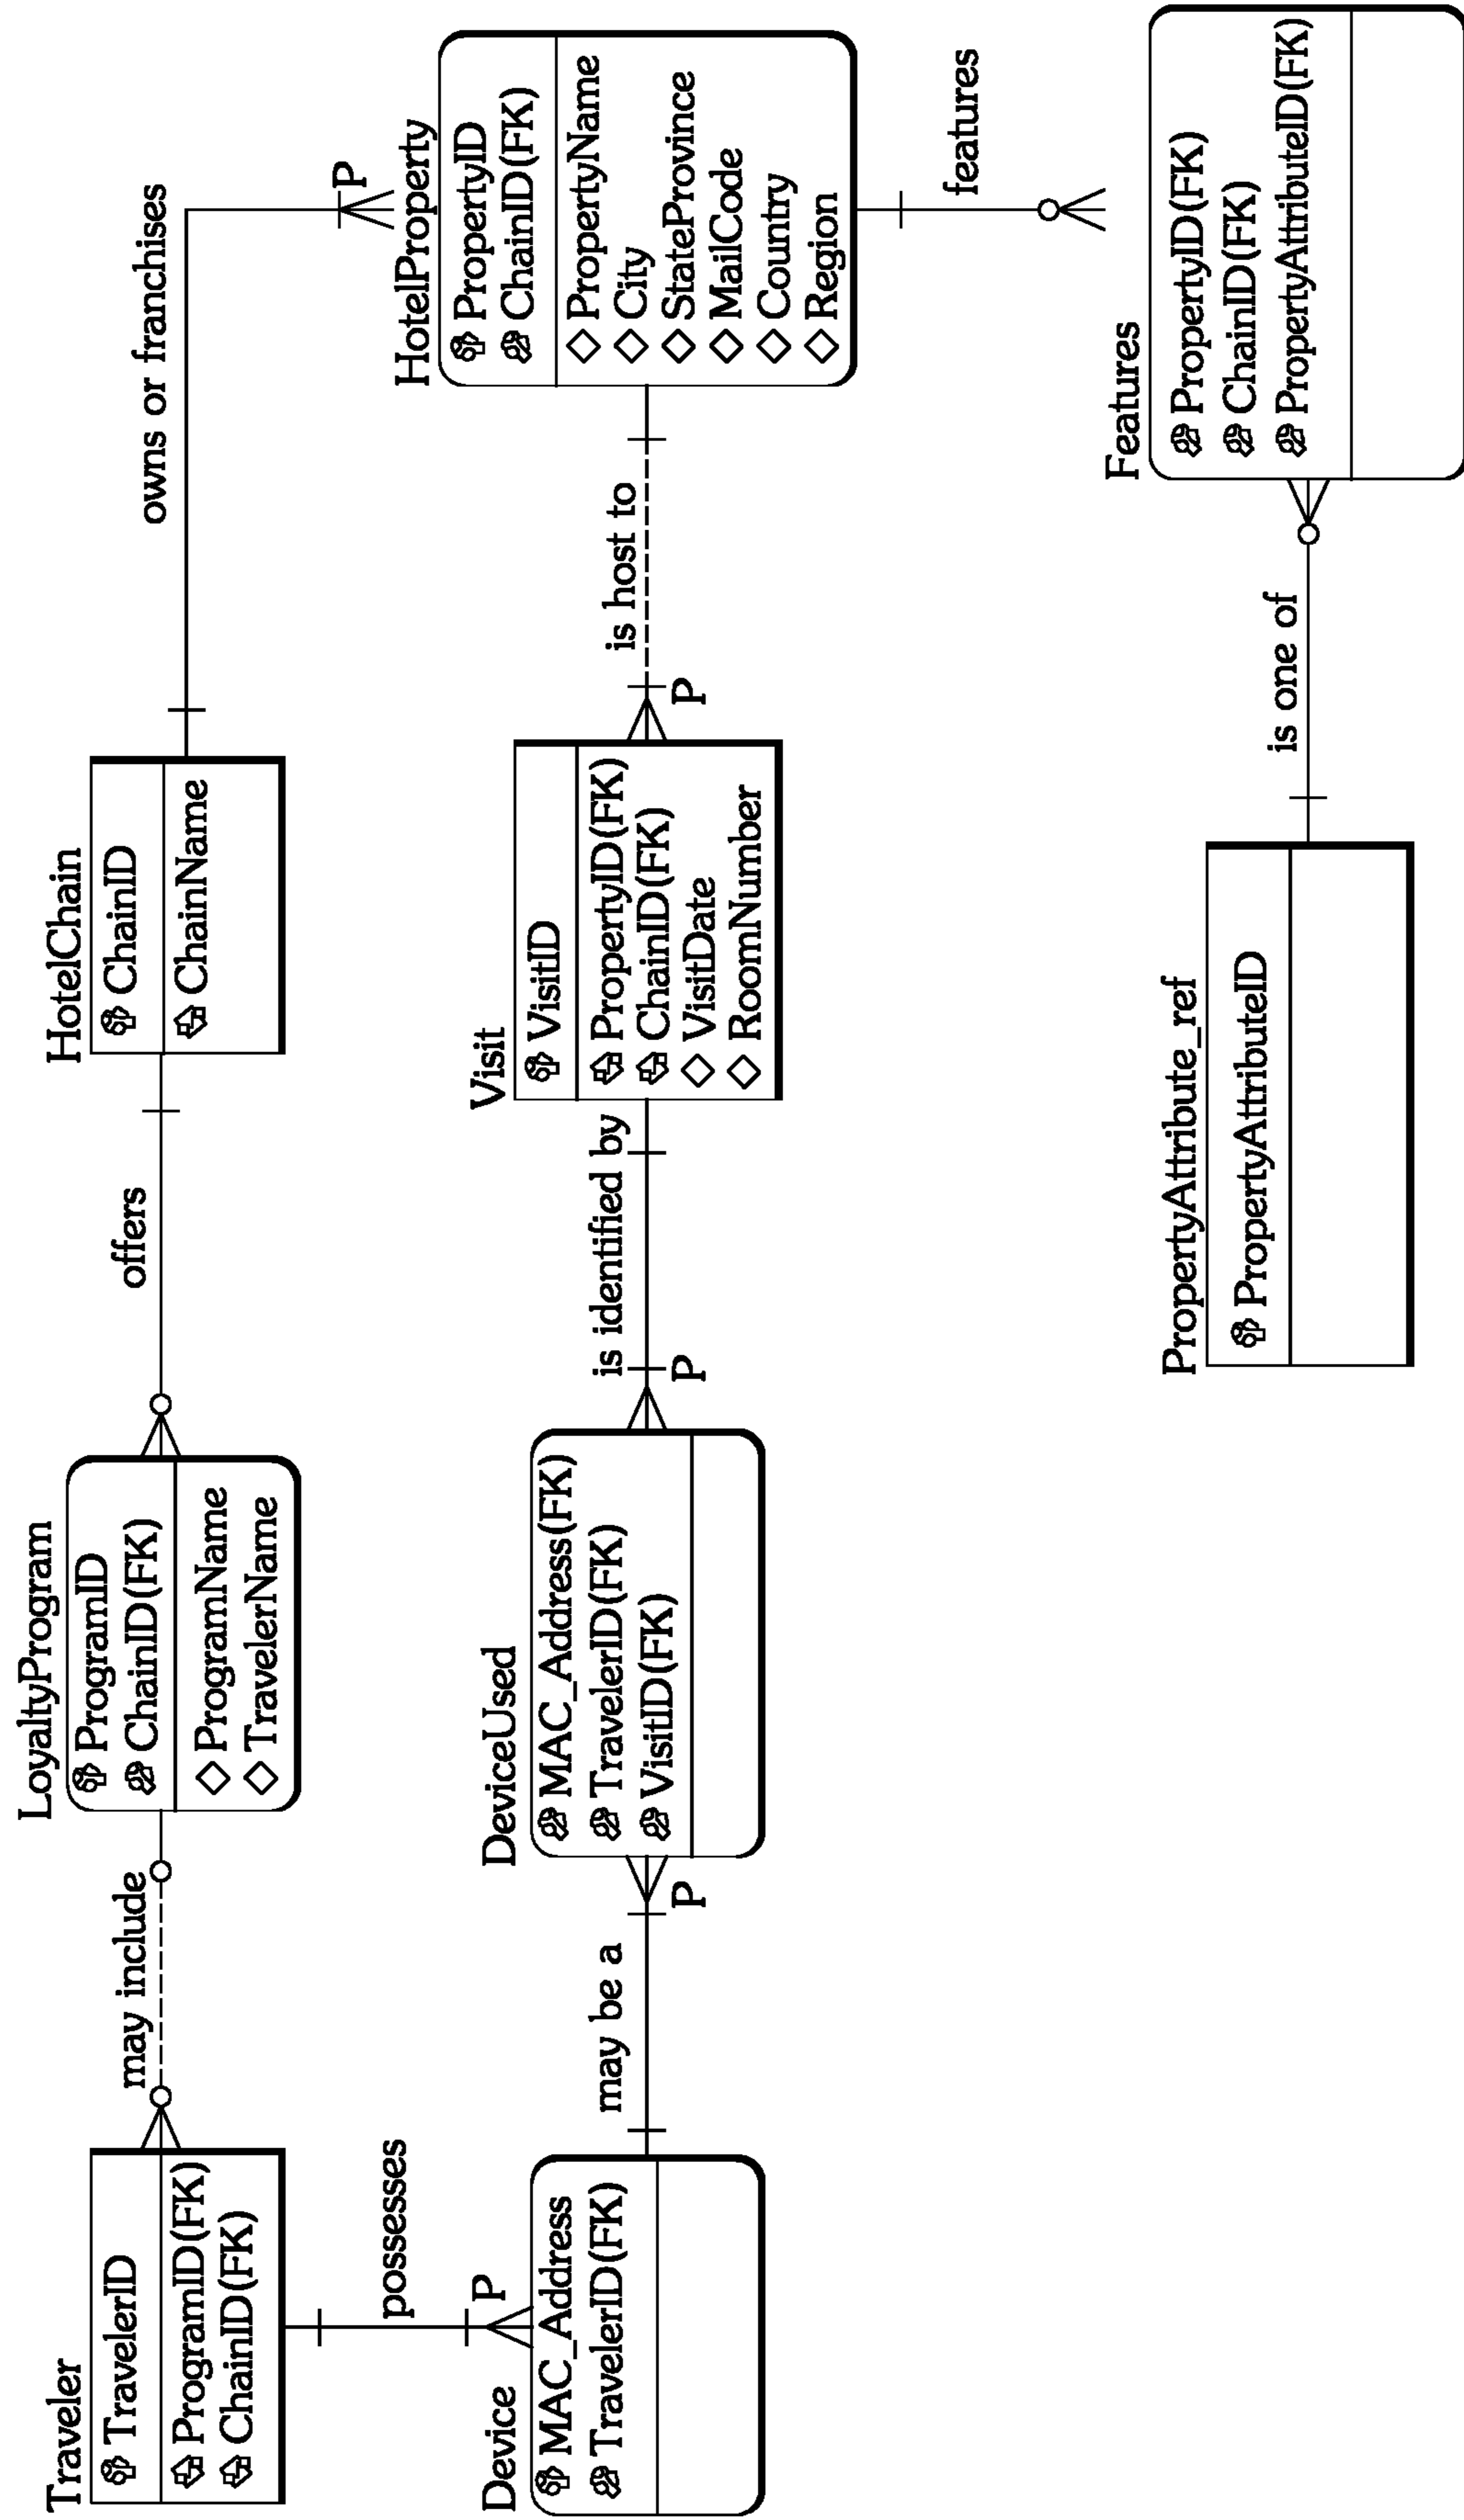 Traveler
TravelerID
ProgramID(FK)
ChainID(FK)
may include
LoyaltyProgram
ProgramID
ChainID(FK)
ProgramName
TravelerName
offers
HotelChain
ChainID
ChainName
owns or franchises
P
possesses
P
Device
MAC_Address
TravelerID(FK)
may be a
P
DeviceUsed
MAC_Address(FK)
TravelerID(FK)
VisitID(FK)
is identified by
P
Visit
VisitID
PropertyID(FK)
ChainID(FK)
VisitDate
RoomNumber
is host to
P
HotelProperty
PropertyID
ChainID(FK)
PropertyName
City
StateProvince
MailCode
Country
Region
features
PropertyAttribute_ref
PropertyAttributeID
is one of
Features
PropertyID(FK)
ChainID(FK)
PropertyAttributeID(FK)